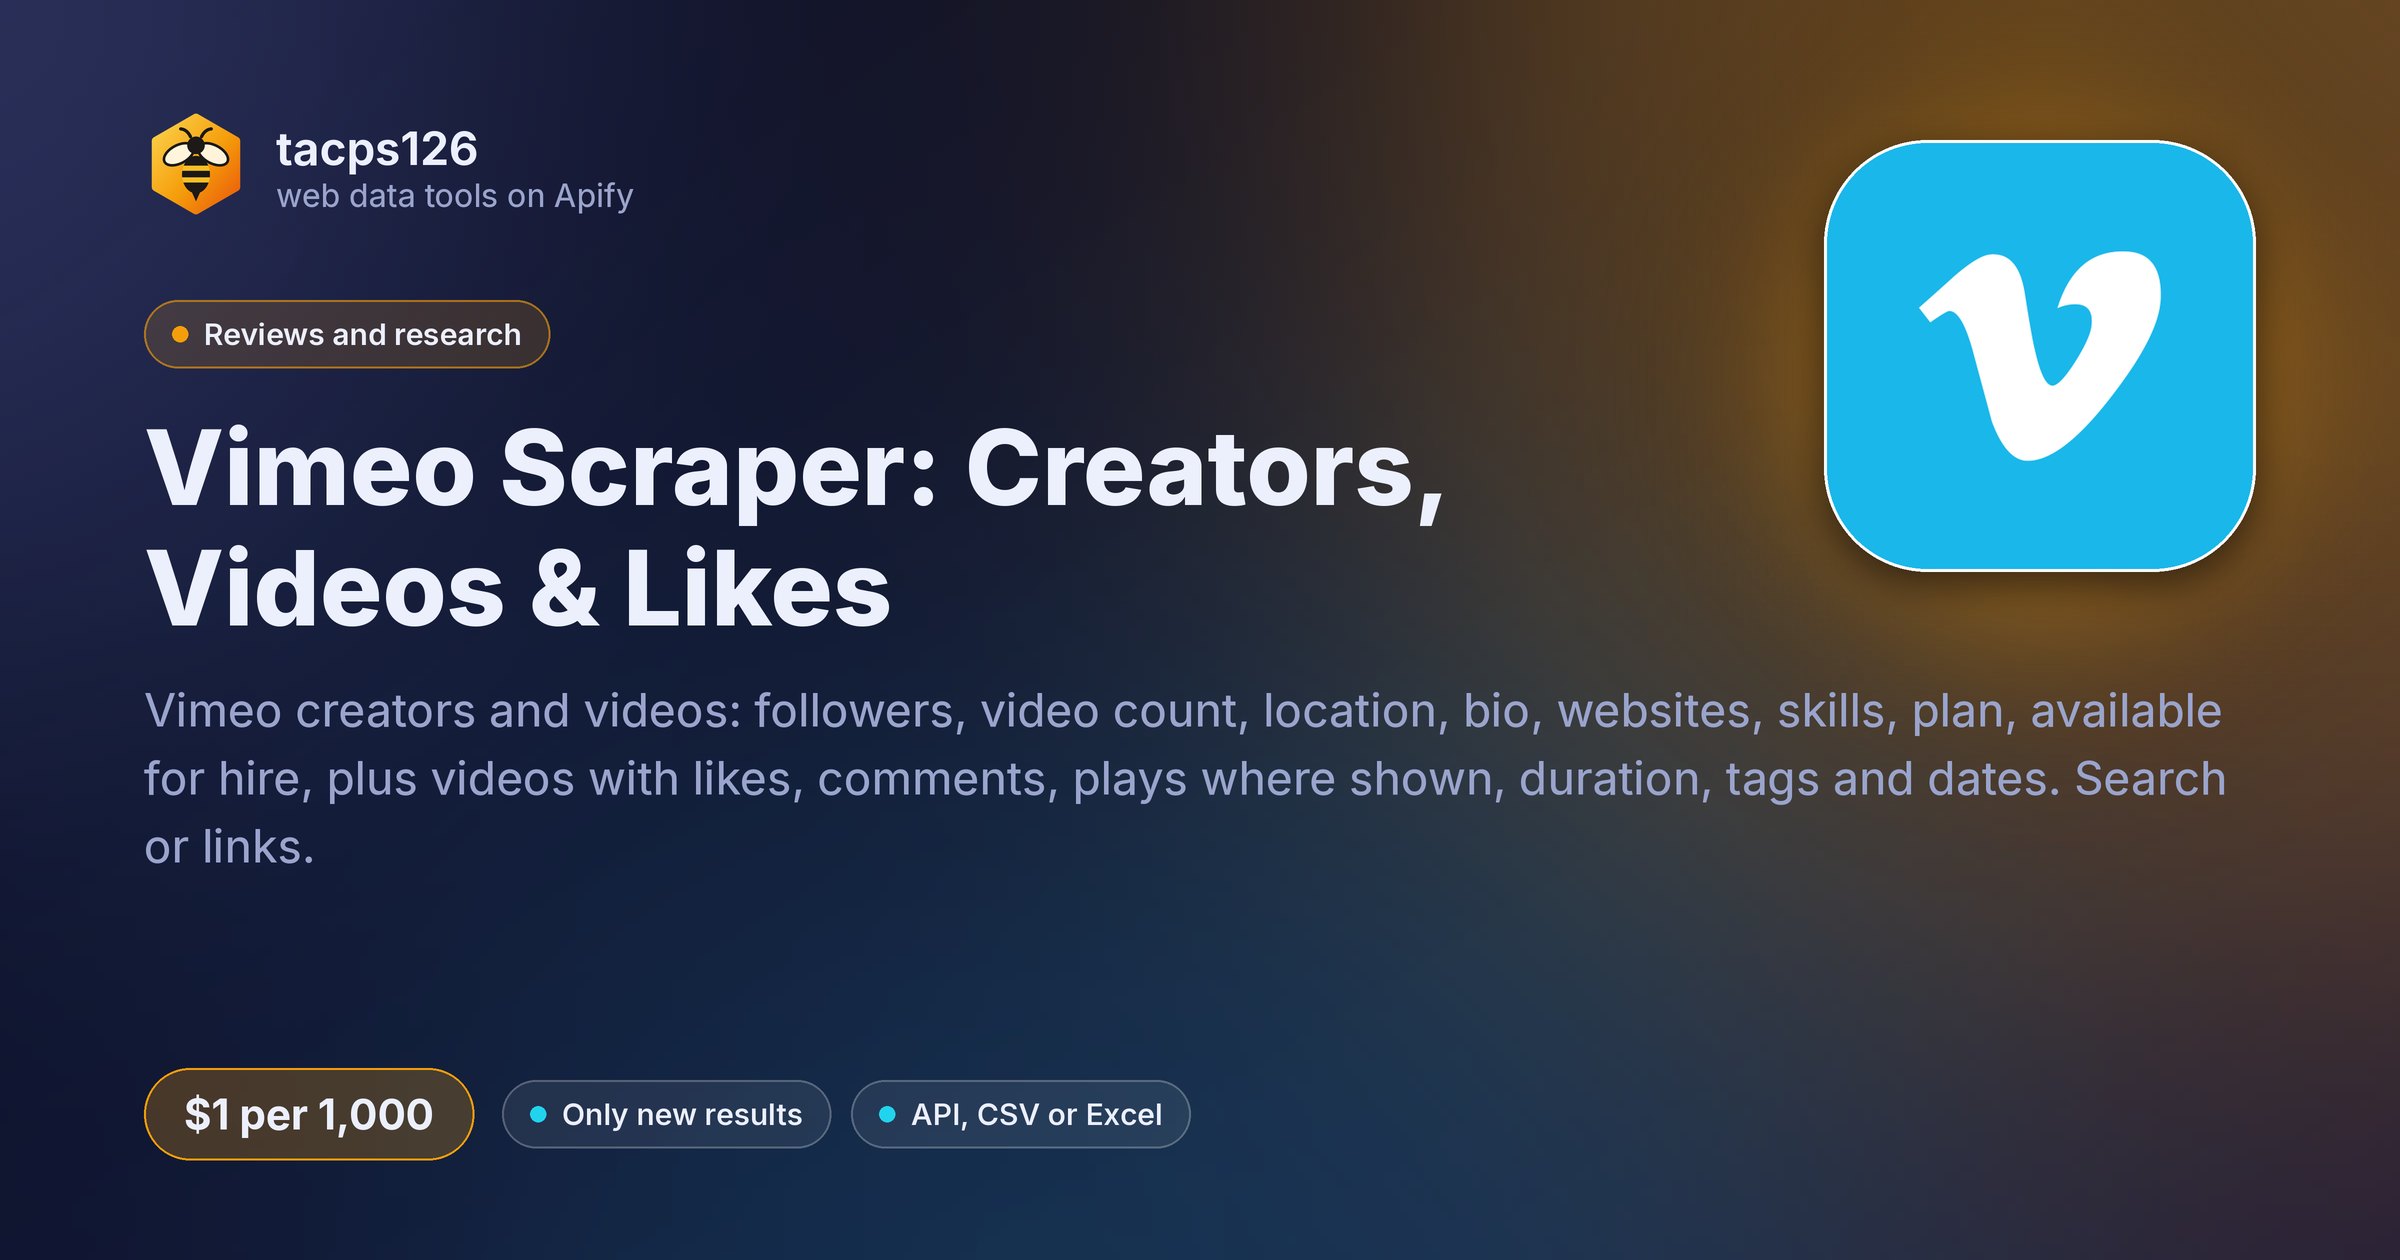 tacps126
web data tools on Apify
Reviews and research
Vimeo Scraper: Creators,
Videos & Likes
Vimeo creators and videos: followers, video count, location, bio, websites, skills, plan, available
for hire, plus videos with likes, comments, plays where shown, duration, tags and dates. Search
or links.
$1 per 1,000
Only new results
API, CSV or Excel